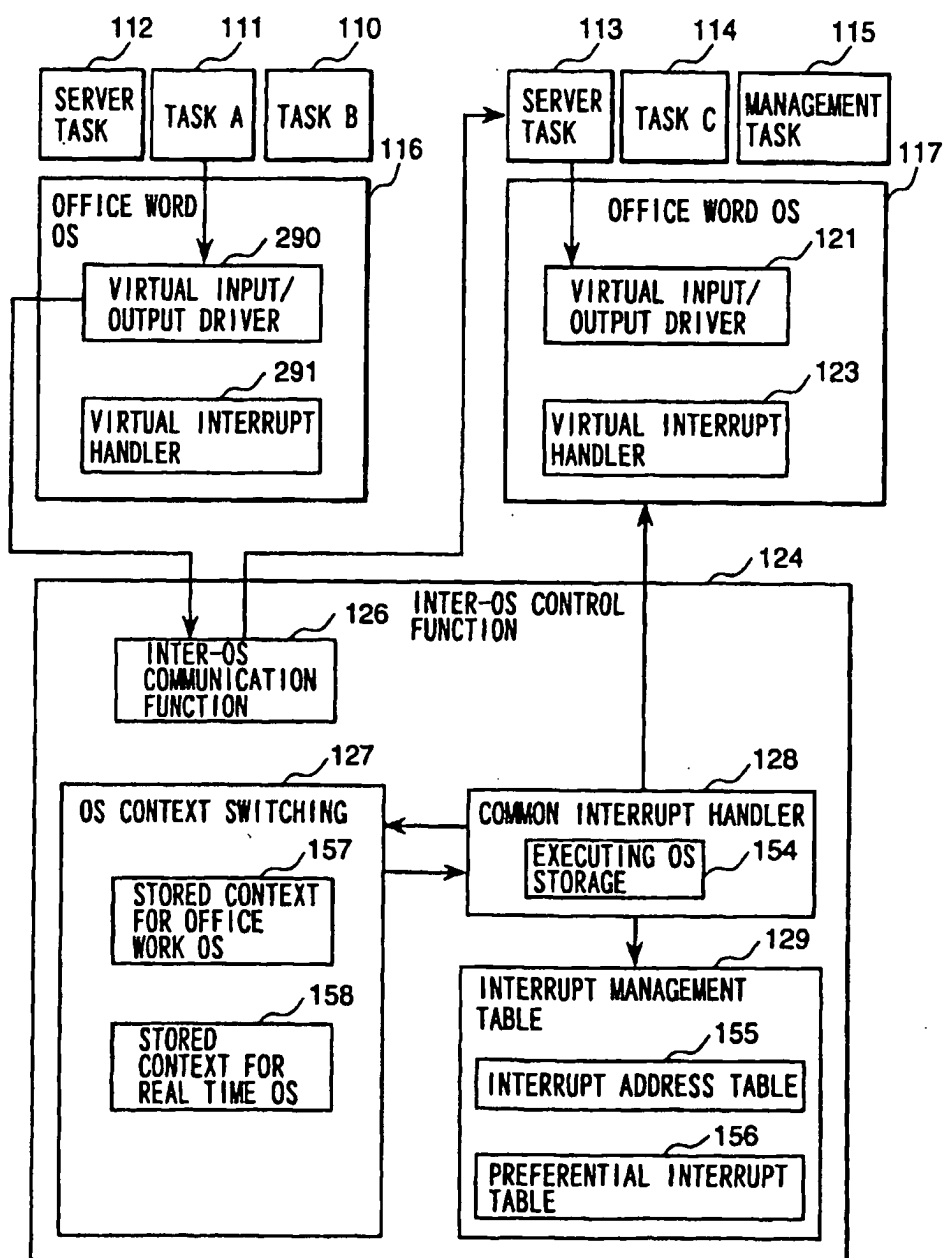 112
111
110
113
114
115
SERVER
TASK
TASK A
TASK B
SERVER
TASK
TASK C
MANAGEMENT
TASK
116
117
OFFICE WORD
OS
290
VIRTUAL INPUT/
OUTPUT DRIVER
291
VIRTUAL INTERRUPT
HANDLER
OFFICE WORD OS
121
VIRTUAL INPUT/
OUTPUT DRIVER
123
VIRTUAL INTERRUPT
HANDLER
124
INTER-OS CONTROL
FUNCTION
126
INTER-OS
COMMUNICATION
FUNCTION
127
OS CONTEXT SWITCHING
157
STORED CONTEXT
FOR OFFICE
WORK OS
158
STORED
CONTEXT FOR
REAL TIME OS
128
COMMON INTERRUPT HANDLER
EXECUTING OS
STORAGE
154
129
INTERRUPT MANAGEMENT
TABLE
155
INTERRUPT ADDRESS TABLE
156
PREFERENTIAL INTERRUPT
TABLE